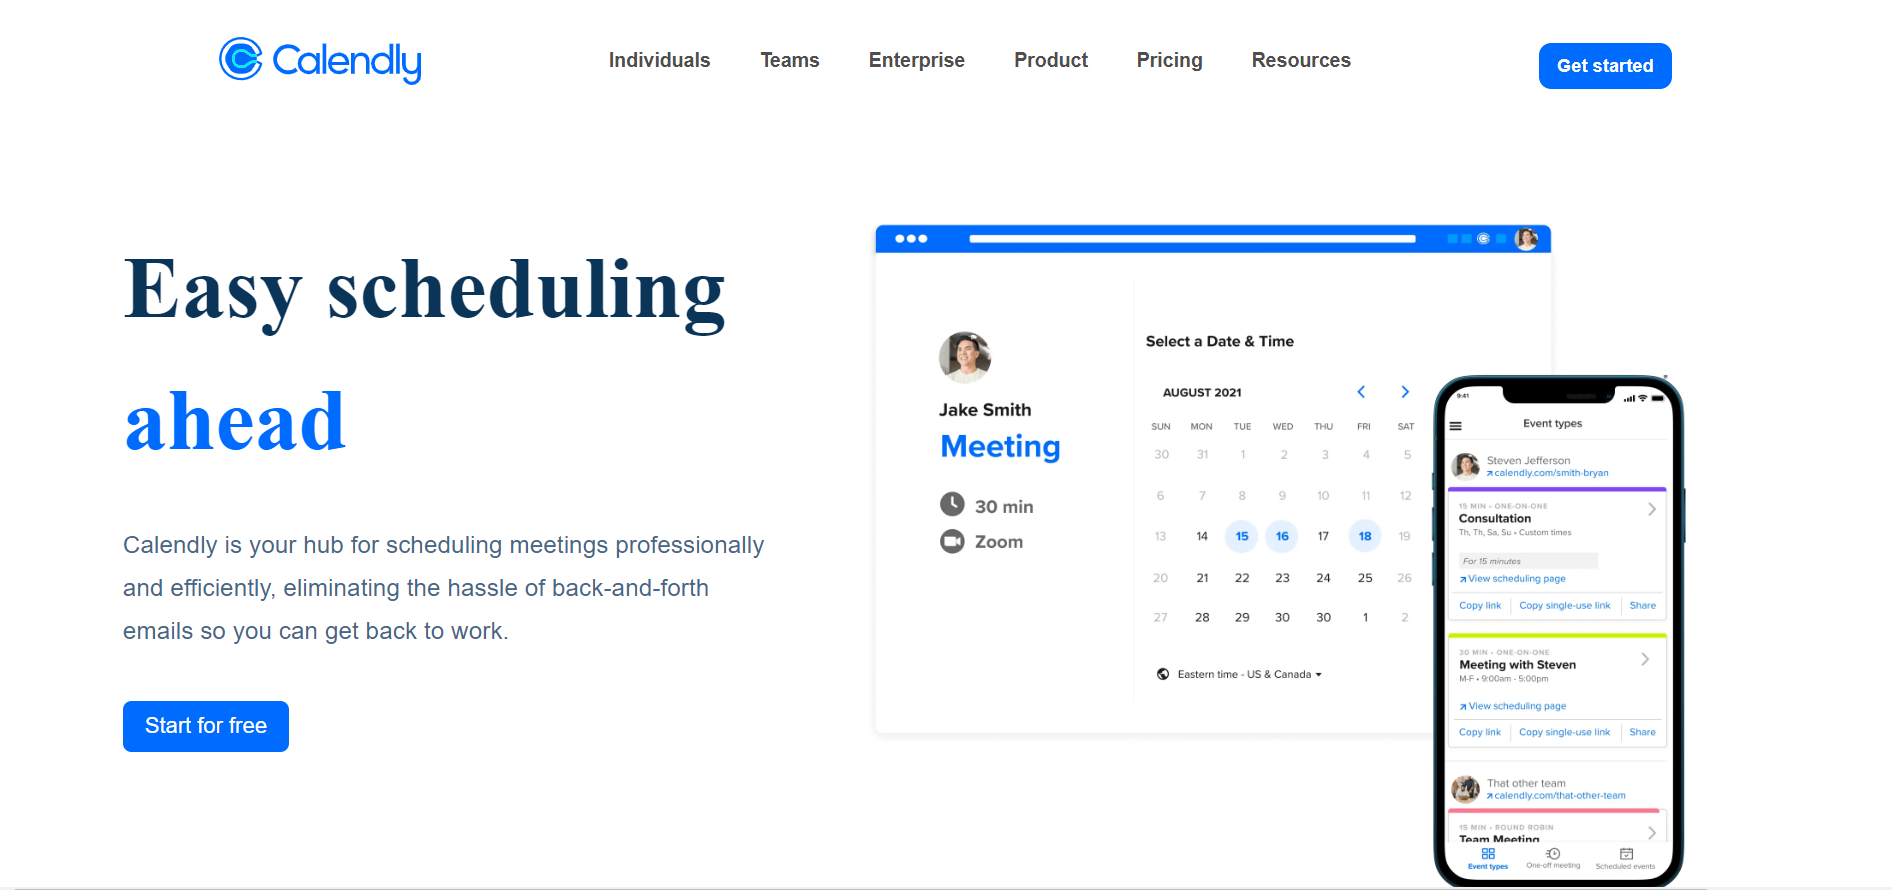 Calendly
Individuals Teams Enterprise Product Pricing Resources
Get started
Easy scheduling
ahead
Calendly is your hub for scheduling meetings professionally
and efficiently, eliminating the hassle of back-and-forth
emails so you can get back to work.
Start for free
Jake Smith
Meeting
30 min
Zoom
Select a Date & Time
AUGUST 2021
SUN MON TUE WED THU FRI SAT
30 31 1 2 3 4 5
6 7 8 9 10 11 12
13 14 15 16 17 18 19
20 21 22 23 24 25 26
27 28 29 30 30 1 2
Eastern time - US & Canada
9:41
Event types
Steven Jefferson
calendly.com/smith-bryan
15 MIN • ONE-ON-ONE
Consultation
Th, Th, Sa, Su • Custom times
For 15 minutes
View scheduling page
Copy link Copy single-use link Share
30 MIN • ONE-ON-ONE
Meeting with Steven
M-F • 9:00am - 5:00pm
View scheduling page
Copy link Copy single-use link Share
That other team
calendly.com/that-other-team
15 MIN • ROUND ROBIN
Team Meeting
Event types One-off meeting Scheduled events